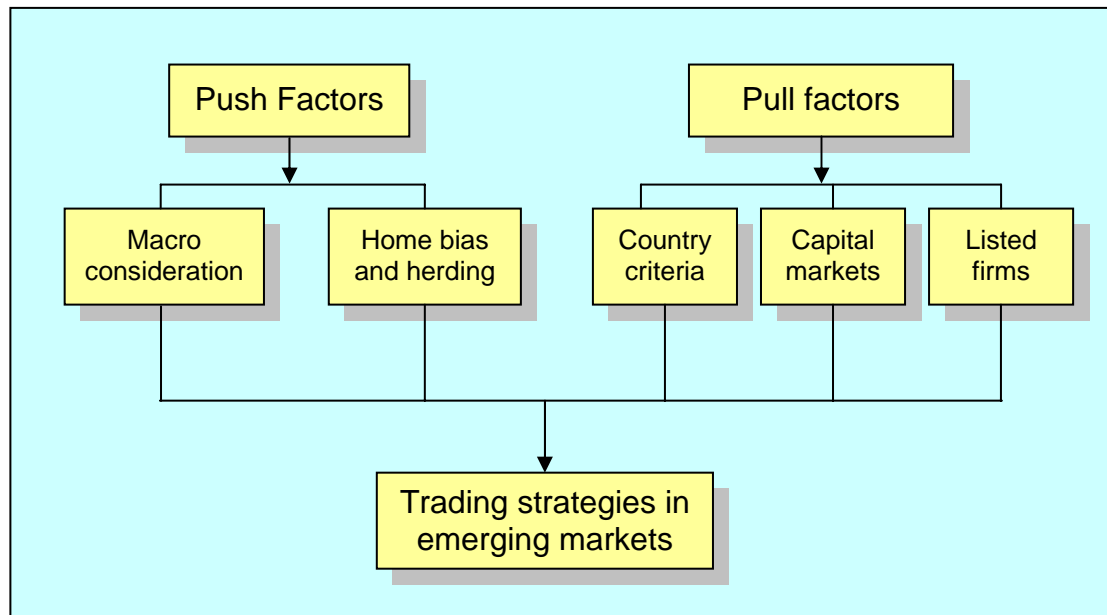 Push Factors
Pull factors
Macro
consideration
Home bias
and herding
Country
criteria
Capital
markets
Listed
firms
Trading strategies in
emerging markets